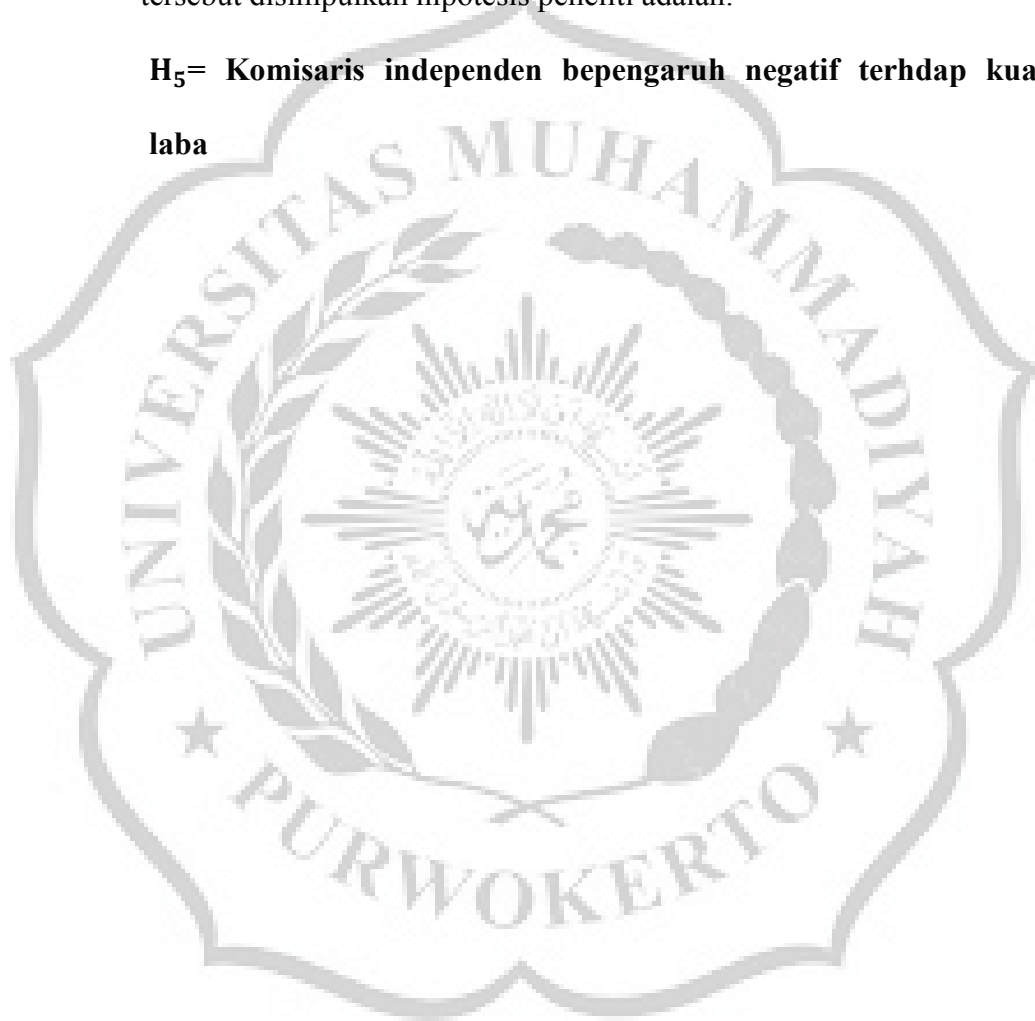 tersebut disimpulkan hipotesis peneliti adalah:
H₅= Komisaris independen bepengaruh negatif terhdap kua
laba
UNIVERSITAS MUHAMMADIYAH
★ PURWOKERTO ★